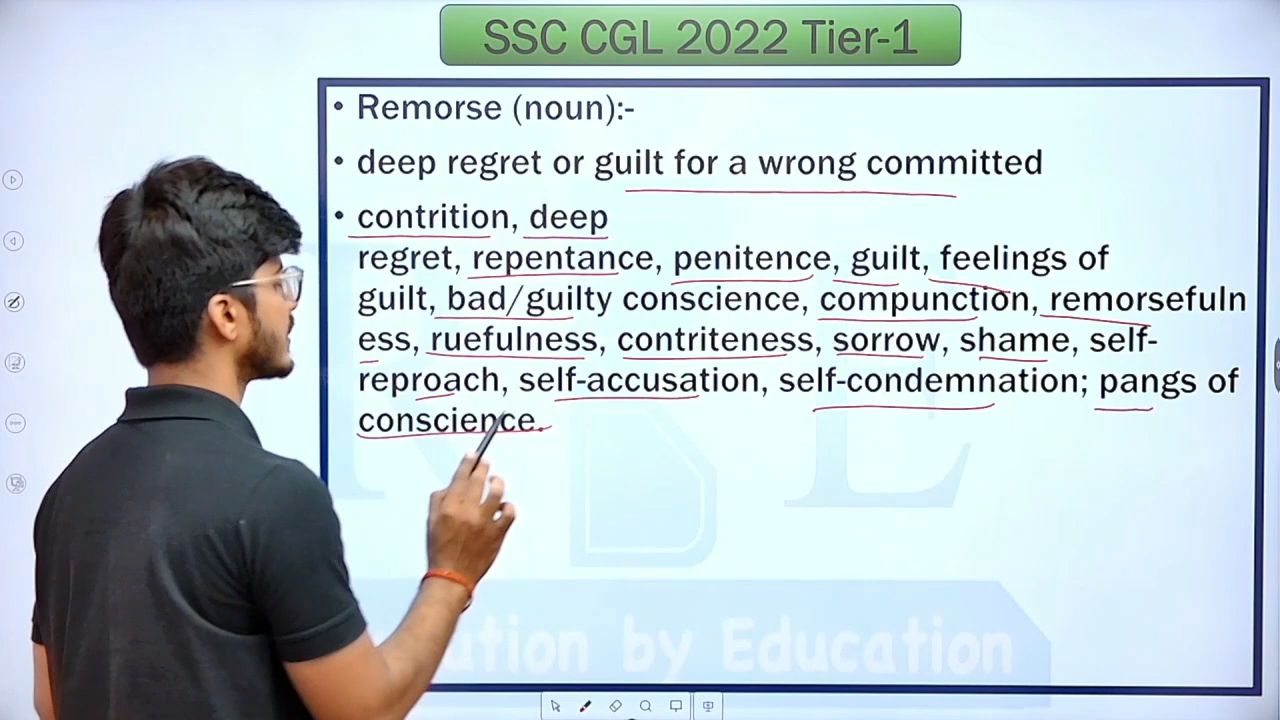 SSC CGL 2022 Tier-1
• Remorse (noun):-
• deep regret or guilt for a wrong committed
• contrition, deep
regret, repentance, penitence, guilt, feelings of
guilt, bad/guilty conscience, compunction, remorsefuln
ess, ruefulness, contriteness, sorrow, shame, self-
reproach, self-accusation, self-condemnation; pangs of
conscience.
by Education